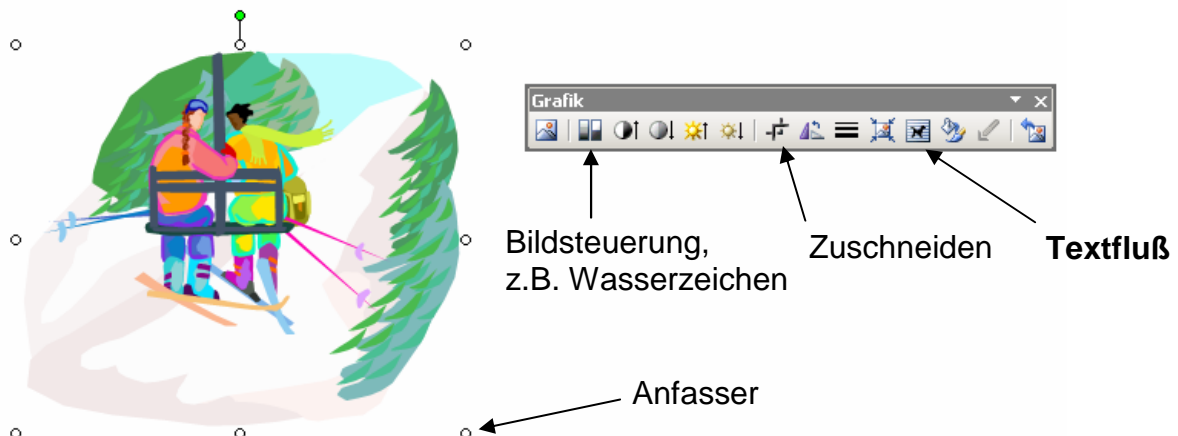 Grafik
Bildsteuerung,
z.B. Wasserzeichen
Zuschneiden
Textfluß
Anfasser